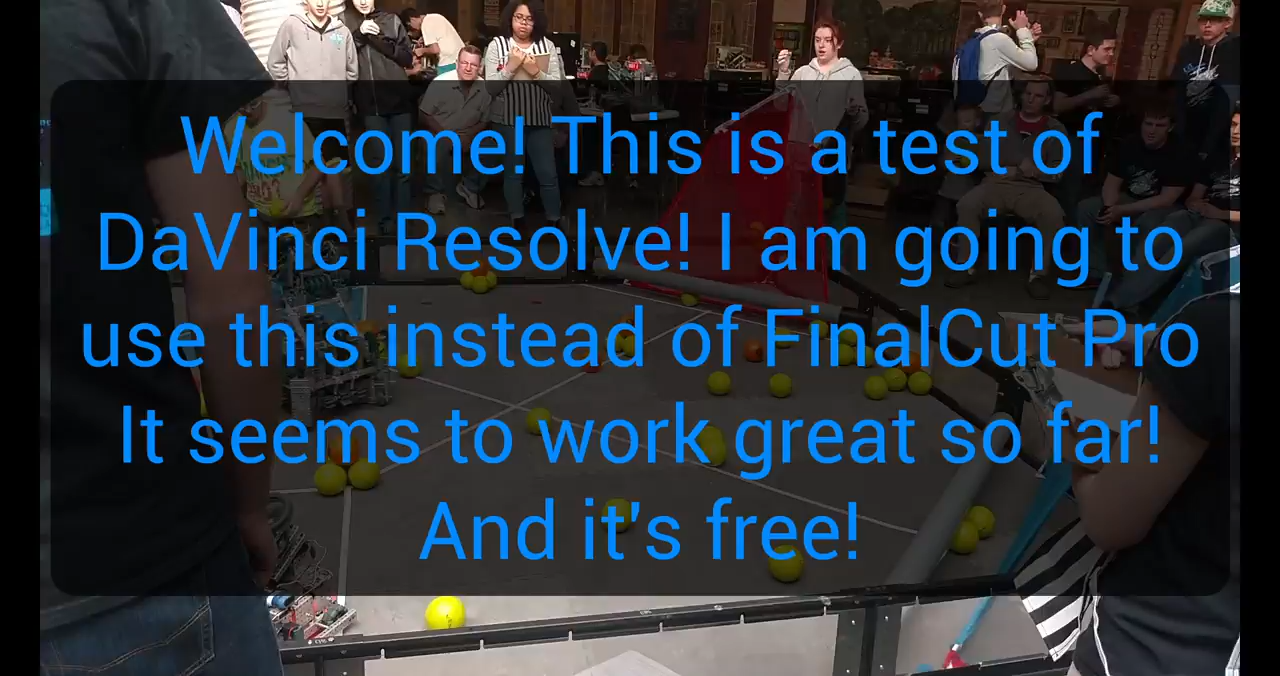 Welcome! This is a test of
DaVinci Resolve! I am going to
use this instead of FinalCut Pro
It seems to work great so far!
And it's free!